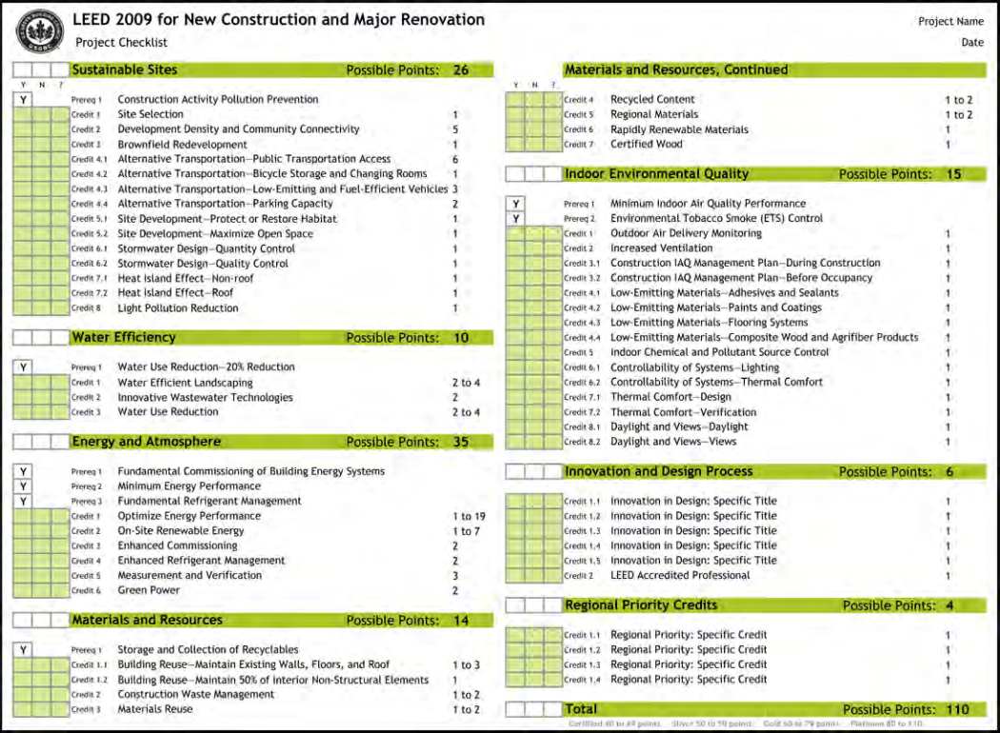 LEED 2009 for New Construction and Major Renovation
Project Checklist
Project Name
Date
Sustainable Sites Possible Points: 26
Y N ?
Y Prereq 1 Construction Activity Pollution Prevention
Credit 1 Site Selection 1
Credit 2 Development Density and Community Connectivity 5
Credit 3 Brownfield Redevelopment 1
Credit 4.1 Alternative Transportation—Public Transportation Access 6
Credit 4.2 Alternative Transportation—Bicycle Storage and Changing Rooms 1
Credit 4.3 Alternative Transportation—Low-Emitting and Fuel-Efficient Vehicles 3
Credit 4.4 Alternative Transportation—Parking Capacity 2
Credit 5.1 Site Development—Protect or Restore Habitat 1
Credit 5.2 Site Development—Maximize Open Space 1
Credit 6.1 Stormwater Design—Quantity Control 1
Credit 6.2 Stormwater Design—Quality Control 1
Credit 7.1 Heat Island Effect—Non-roof 1
Credit 7.2 Heat Island Effect—Roof 1
Credit 8 Light Pollution Reduction 1
Water Efficiency Possible Points: 10
Y Prereq 1 Water Use Reduction—20% Reduction
Credit 1 Water Efficient Landscaping 2 to 4
Credit 2 Innovative Wastewater Technologies 2
Credit 3 Water Use Reduction 2 to 4
Energy and Atmosphere Possible Points: 35
Y Prereq 1 Fundamental Commissioning of Building Energy Systems
Y Prereq 2 Minimum Energy Performance
Y Prereq 3 Fundamental Refrigerant Management
Credit 1 Optimize Energy Performance 1 to 19
Credit 2 On-Site Renewable Energy 1 to 7
Credit 3 Enhanced Commissioning 2
Credit 4 Enhanced Refrigerant Management 2
Credit 5 Measurement and Verification 3
Credit 6 Green Power 2
Materials and Resources Possible Points: 14
Y Prereq 1 Storage and Collection of Recyclables
Credit 1.1 Building Reuse—Maintain Existing Walls, Floors, and Roof 1 to 3
Credit 1.2 Building Reuse—Maintain 50% of Interior Non-Structural Elements 1
Credit 2 Construction Waste Management 1 to 2
Credit 3 Materials Reuse 1 to 2
Materials and Resources, Continued
Y N ?
Credit 4 Recycled Content 1 to 2
Credit 5 Regional Materials 1 to 2
Credit 6 Rapidly Renewable Materials 1
Credit 7 Certified Wood 1
Indoor Environmental Quality Possible Points: 15
Y Prereq 1 Minimum Indoor Air Quality Performance
Y Prereq 2 Environmental Tobacco Smoke (ETS) Control
Credit 1 Outdoor Air Delivery Monitoring 1
Credit 2 Increased Ventilation 1
Credit 3.1 Construction IAQ Management Plan—During Construction 1
Credit 3.2 Construction IAQ Management Plan—Before Occupancy 1
Credit 4.1 Low-Emitting Materials—Adhesives and Sealants 1
Credit 4.2 Low-Emitting Materials—Paints and Coatings 1
Credit 4.3 Low-Emitting Materials—Flooring Systems 1
Credit 4.4 Low-Emitting Materials—Composite Wood and Agrifiber Products 1
Credit 5 Indoor Chemical and Pollutant Source Control 1
Credit 6.1 Controllability of Systems—Lighting 1
Credit 6.2 Controllability of Systems—Thermal Comfort 1
Credit 7.1 Thermal Comfort—Design 1
Credit 7.2 Thermal Comfort—Verification 1
Credit 8.1 Daylight and Views—Daylight 1
Credit 8.2 Daylight and Views—Views 1
Innovation and Design Process Possible Points: 6
Credit 1.1 Innovation in Design: Specific Title 1
Credit 1.2 Innovation in Design: Specific Title 1
Credit 1.3 Innovation in Design: Specific Title 1
Credit 1.4 Innovation in Design: Specific Title 1
Credit 1.5 Innovation in Design: Specific Title 1
Credit 2 LEED Accredited Professional 1
Regional Priority Credits Possible Points: 4
Credit 1.1 Regional Priority: Specific Credit 1
Credit 1.2 Regional Priority: Specific Credit 1
Credit 1.3 Regional Priority: Specific Credit 1
Credit 1.4 Regional Priority: Specific Credit 1
Total Possible Points: 110
Certified 40 to 49 points Silver 50 to 59 points Gold 60 to 79 points Platinum 80 to 110